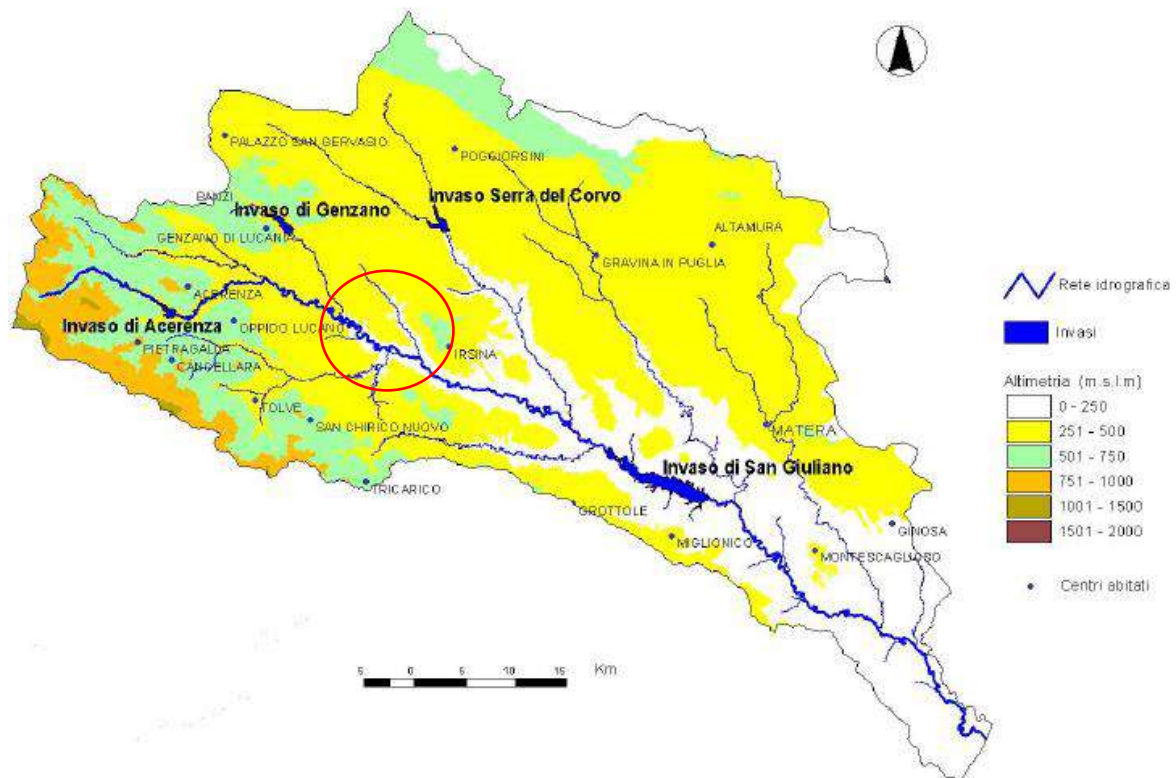 PALAZZO SAN GERVASIO
POGGIORSINI
BANZI
Invaso di Genzano
Invaso Serra del Corvo
GENZANO DI LUCANIA
ALTAMURA
GRAVINA IN PUGLIA
ACERENZA
Invaso di Acerenza
OPPIDO LUCANO
PIETRAGALLA
CANCELLARA
IRSINA
TOLVE
SAN CHIRICO NUOVO
MATERA
Invaso di San Giuliano
TRICARICO
GROTTOLE
MIGLIONICO
GINOSA
MONTESCAGLIOSO
Rete idrografica
Invasi
Altimetria (m.s.l.m)
0 - 250
251 - 500
501 - 750
751 - 1000
1001 - 1500
1501 - 2000
Centri abitati
5 0 5 10 15 Km